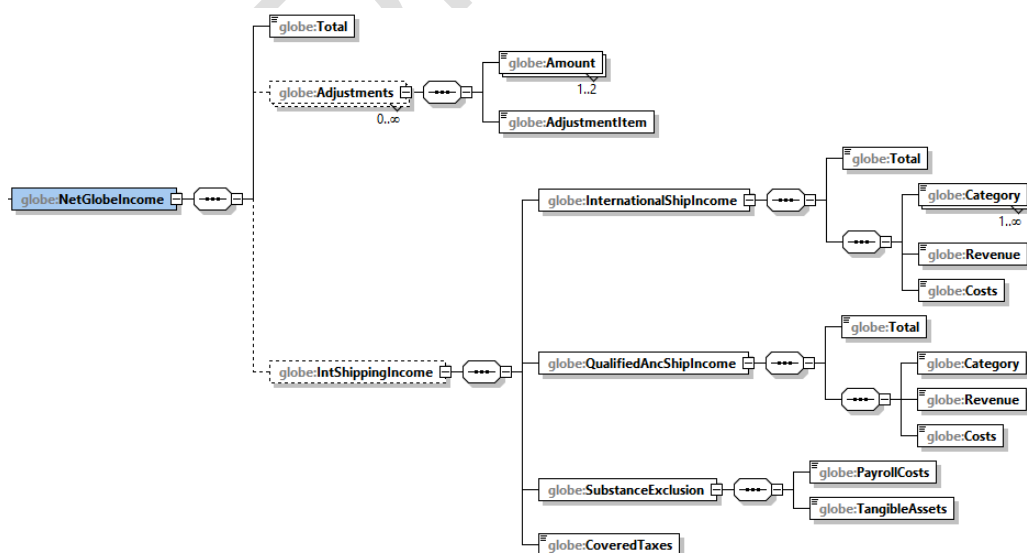 globe:Total
globe:Adjustments
0..∞
globe:Amount
1..2
globe:AdjustmentItem
globe:NetGlobeIncome
globe:IntShippingIncome
globe:InternationalShipIncome
globe:Total
globe:Category
1..∞
globe:Revenue
globe:Costs
globe:QualifiedAncShipIncome
globe:Total
globe:Category
globe:Revenue
globe:Costs
globe:SubstanceExclusion
globe:PayrollCosts
globe:TangibleAssets
globe:CoveredTaxes